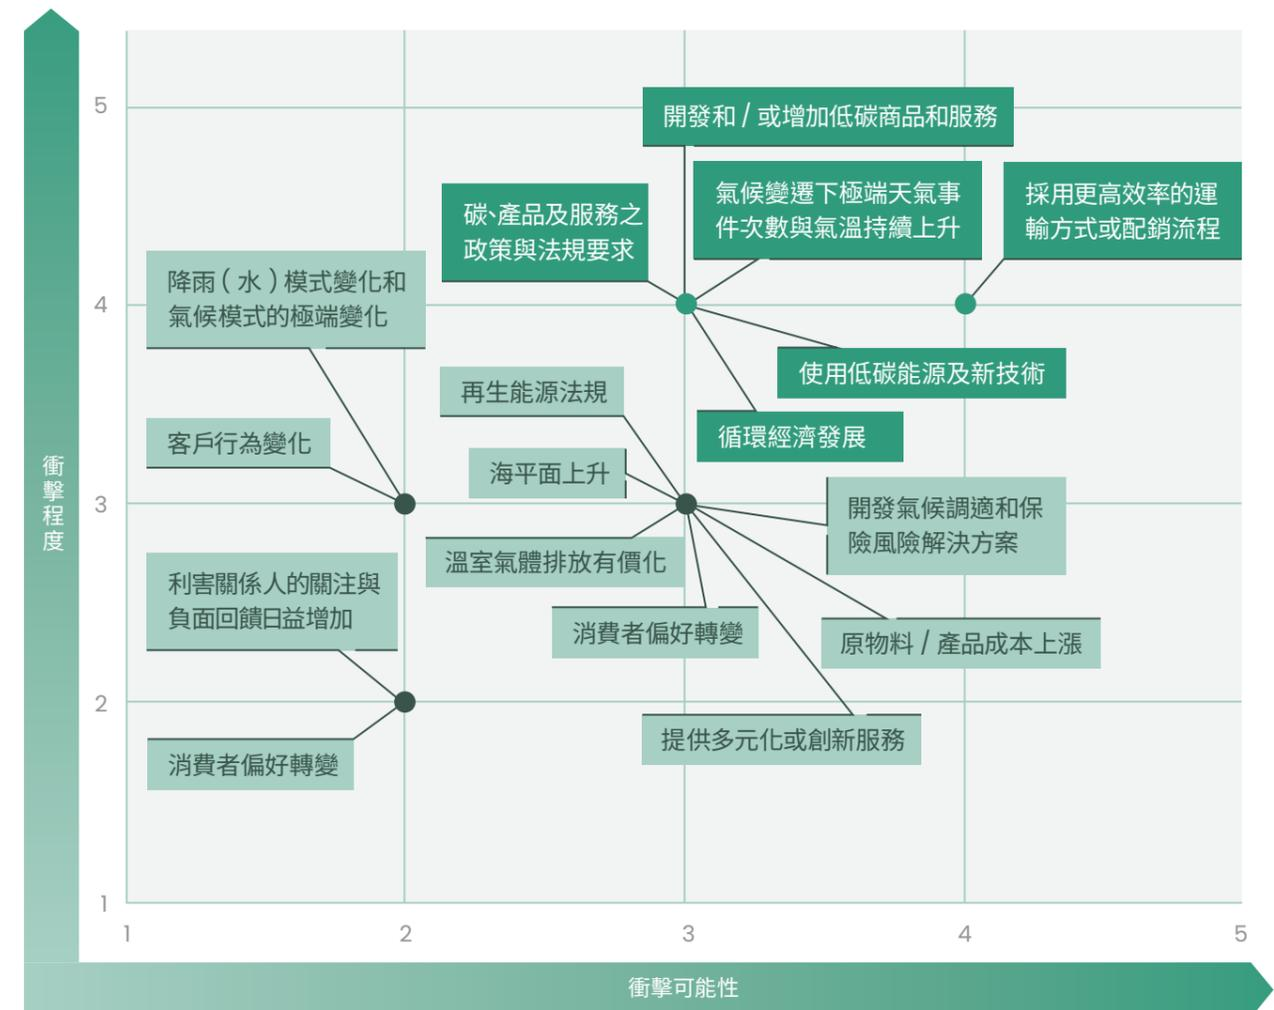 5
4
3
2
1
1
2
3
4
5
衝擊程度
衝擊可能性
開發和 / 或增加低碳商品和服務
碳、產品及服務之
政策與法規要求
氣候變遷下極端天氣事
件次數與氣溫持續上升
採用更高效率的運
輸方式或配銷流程
降雨（水）模式變化和
氣候模式的極端變化
使用低碳能源及新技術
再生能源法規
循環經濟發展
客戶行為變化
海平面上升
開發氣候調適和保
險風險解決方案
溫室氣體排放有價化
利害關係人的關注與
負面回饋日益增加
消費者偏好轉變
原物料 / 產品成本上漲
提供多元化或創新服務
消費者偏好轉變